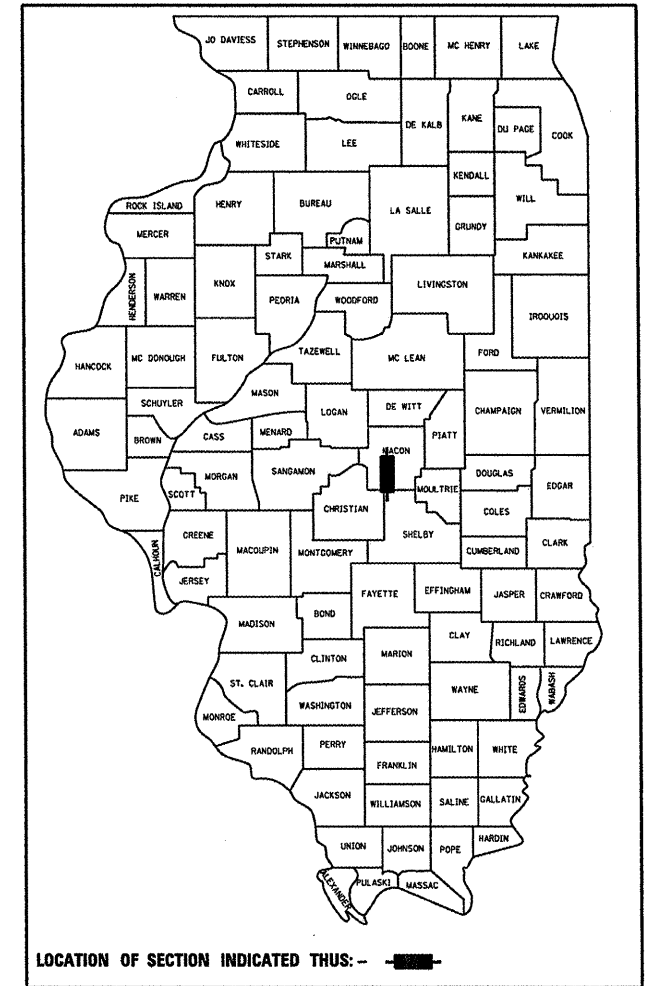 JO DAVIESS STEPHENSON WINNEBAGO BOONE MC HENRY LAKE
CARROLL OGLE DE KALB KANE DU PAGE COOK
WHITESIDE LEE KENDALL WILL
ROCK ISLAND HENRY BUREAU LA SALLE GRUNDY
MERCER PUTNAM
STARK MARSHALL KANKAKEE
HENDERSON WARREN KNOX PEORIA WOODFORD LIVINGSTON IROQUOIS
HANCOCK MC DONOUGH FULTON TAZEWELL MC LEAN FORD
SCHUYLER MASON LOGAN DE WITT CHAMPAIGN VERMILION
ADAMS BROWN CASS MENARD MACON PIATT
PIKE SCOTT MORGAN SANGAMON MOULTRIE DOUGLAS EDGAR
CHRISTIAN COLES
CALHOUN GREENE MACOUPIN MONTGOMERY SHELBY CUMBERLAND CLARK
JERSEY FAYETTE EFFINGHAM JASPER CRAWFORD
MADISON BOND
CLINTON MARION CLAY RICHLAND LAWRENCE
ST. CLAIR WAYNE EDWARDS WABASH
MONROE WASHINGTON JEFFERSON
RANDOLPH PERRY HAMILTON WHITE
FRANKLIN
JACKSON WILLIAMSON SALINE GALLATIN
UNION JOHNSON POPE HARDIN
ALEXANDER PULASKI MASSAC
LOCATION OF SECTION INDICATED THUS: –